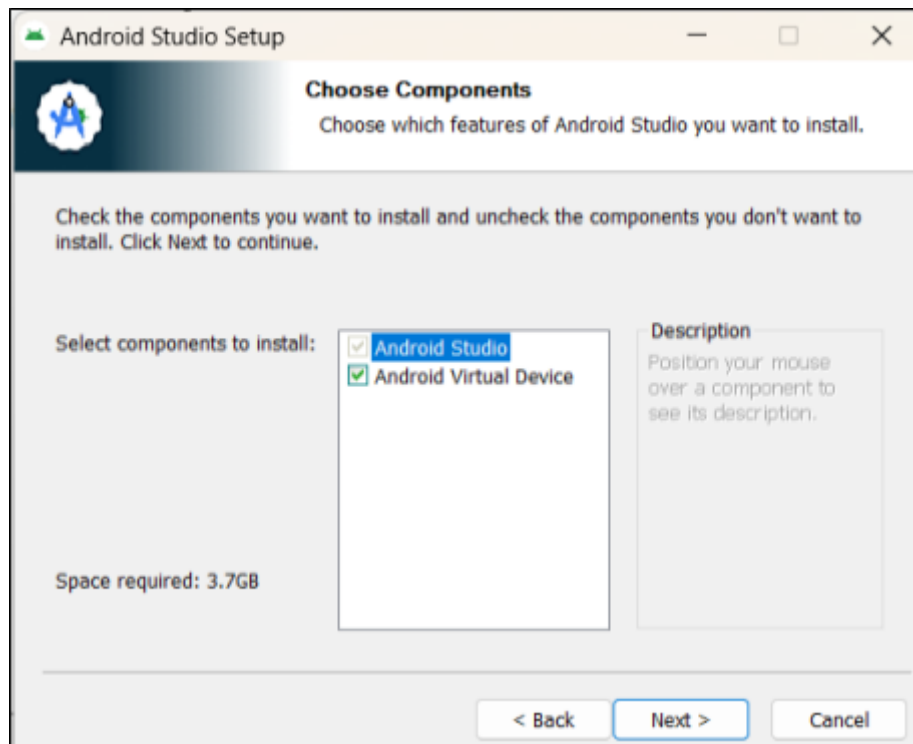 Android Studio Setup
Choose Components
Choose which features of Android Studio you want to install.
Check the components you want to install and uncheck the components you don't want to
install. Click Next to continue.
Select components to install:
Android Studio
Android Virtual Device
Description
Position your mouse
over a component to
see its description.
Space required: 3.7GB
< Back
Next >
Cancel